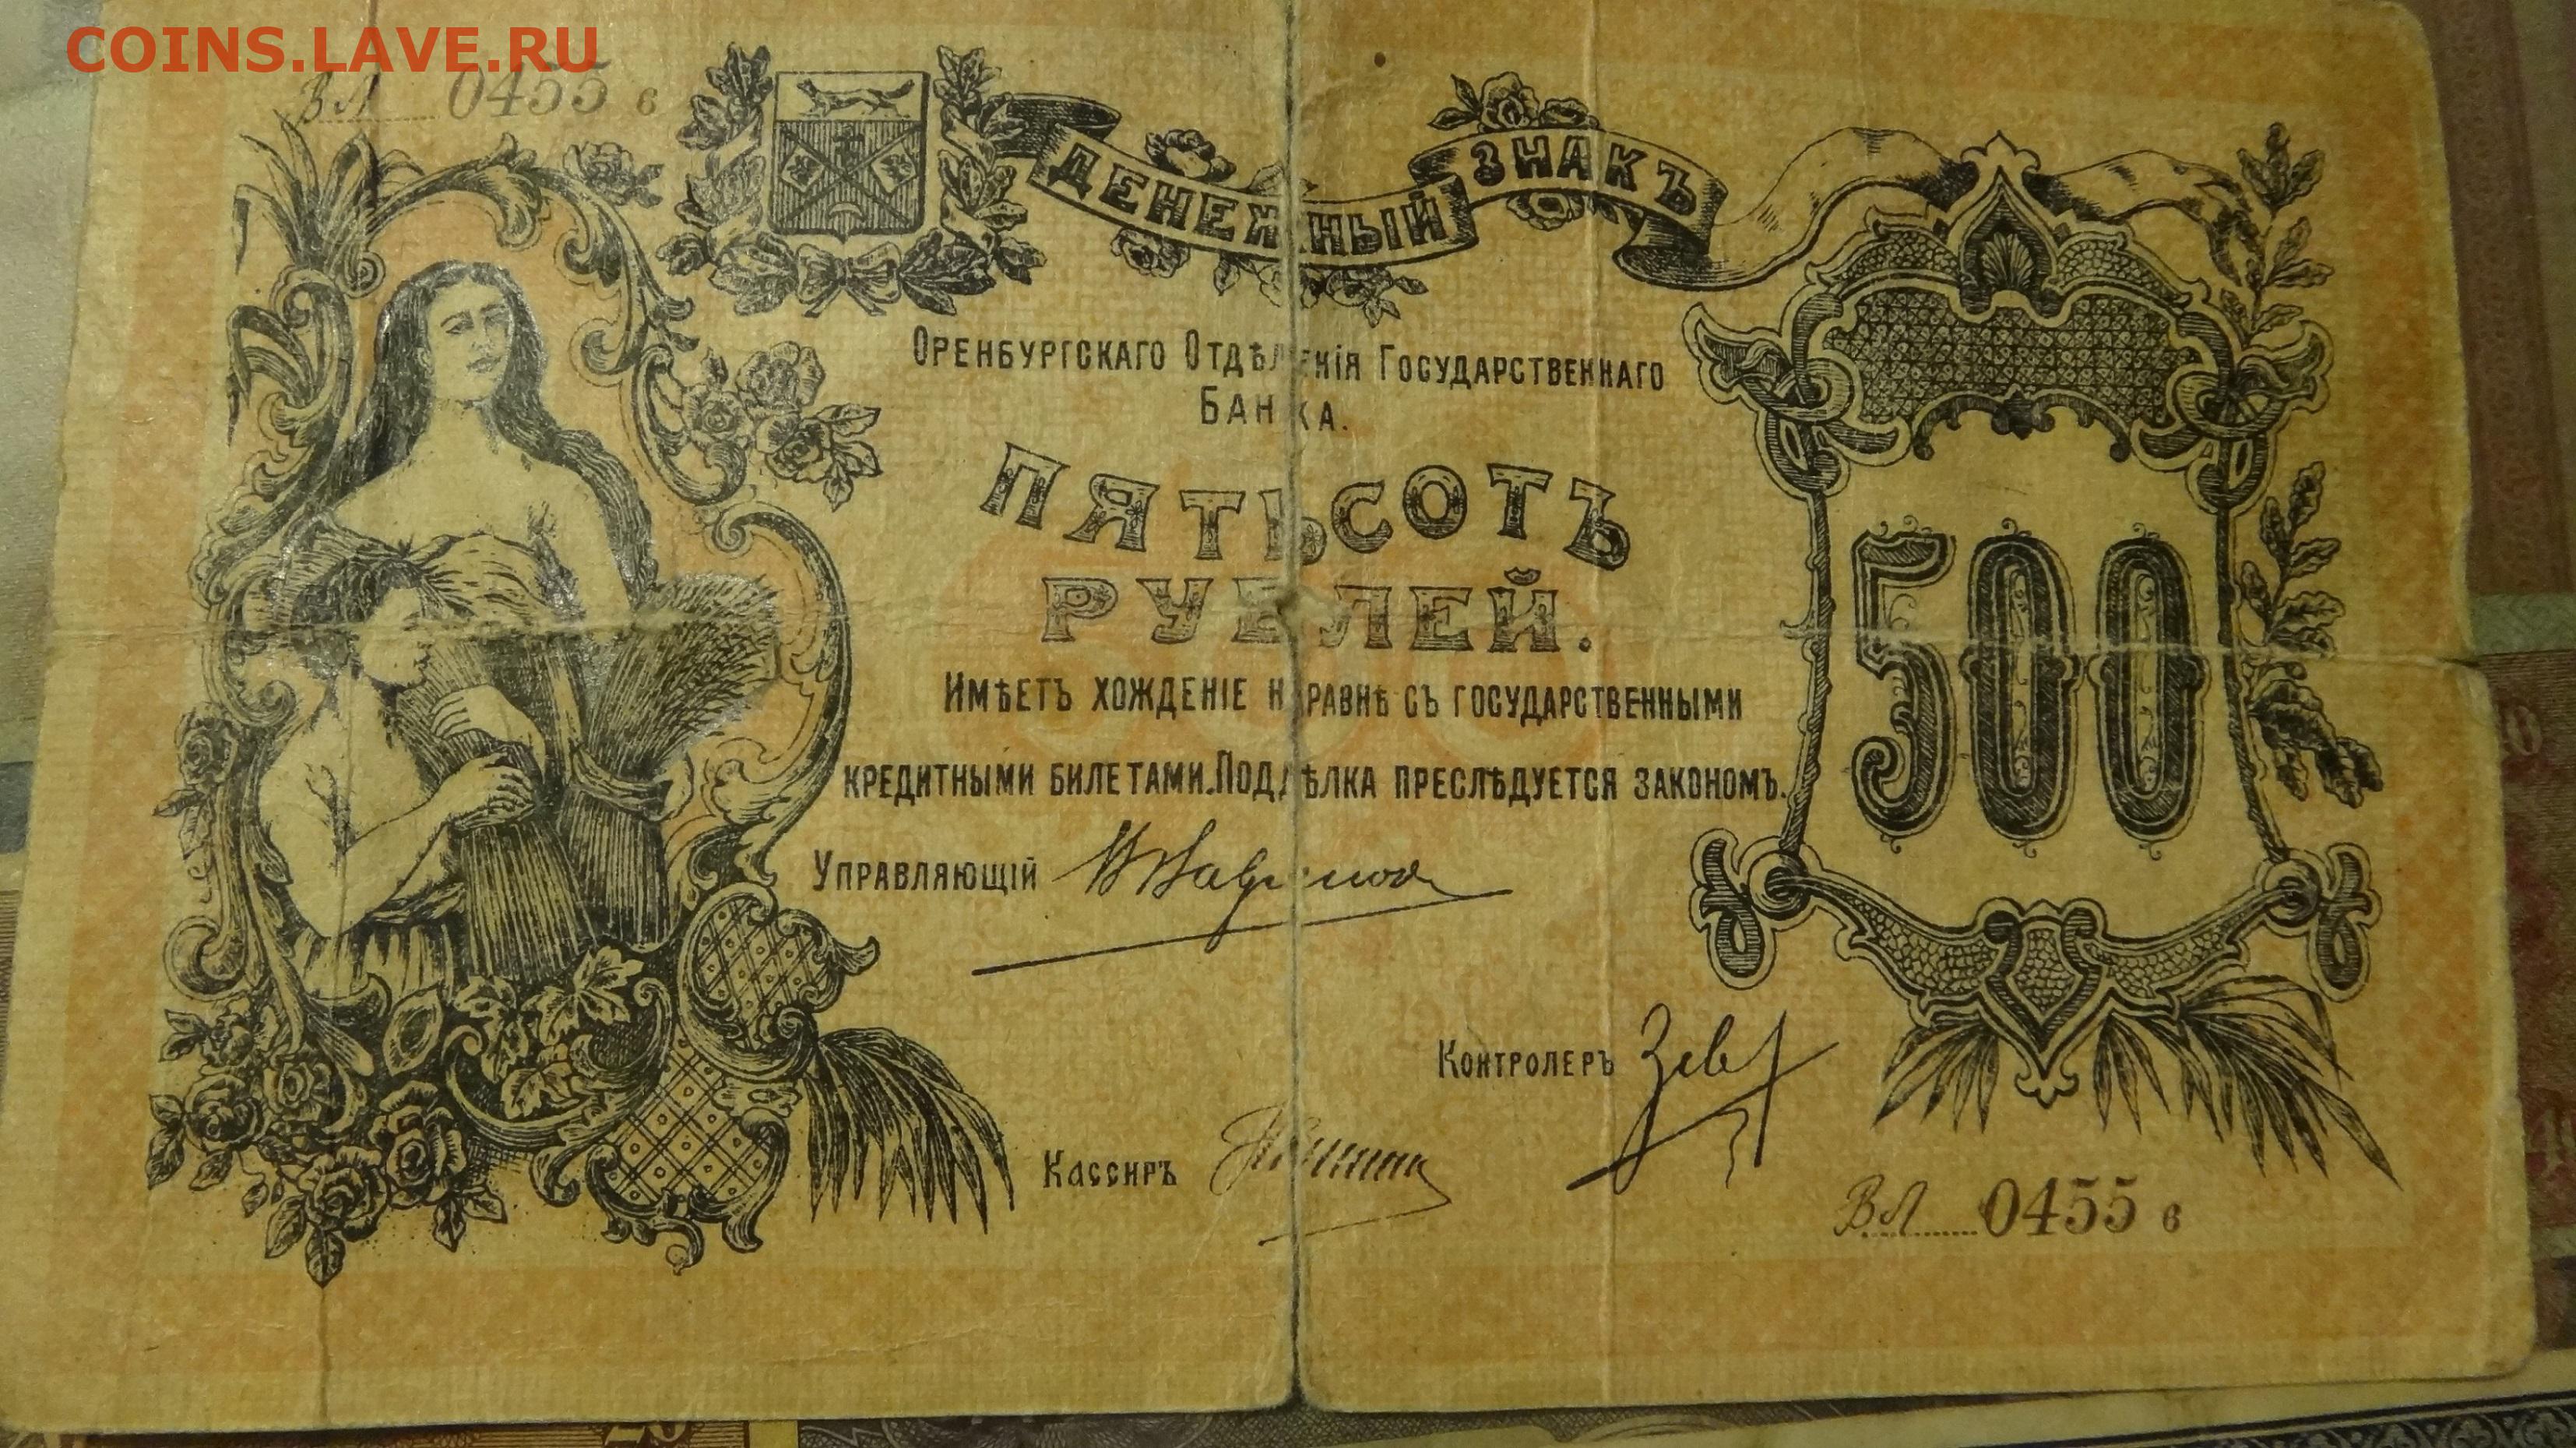 COINS.LAVE.RU
ВЛ 0455 в
ДЕНЕЖНЫЙ ЗНАКЪ
ОРЕНБУРГСКАГО ОТДѢЛЕНІЯ ГОСУДАРСТВЕННАГО
БАНКА.
ПЯТЬСОТЪ
РУБЛЕЙ.
500
ИМѢЕТЪ ХОЖДЕНІЕ НАРАВНѢ СЪ ГОСУДАРСТВЕННЫМИ
КРЕДИТНЫМИ БИЛЕТАМИ. ПОДДѢЛКА ПРЕСЛѢДУЕТСЯ ЗАКОНОМЪ.
УПРАВЛЯЮЩІЙ
КОНТРОЛЕРЪ
КАССИРЪ
ВЛ 0455 в